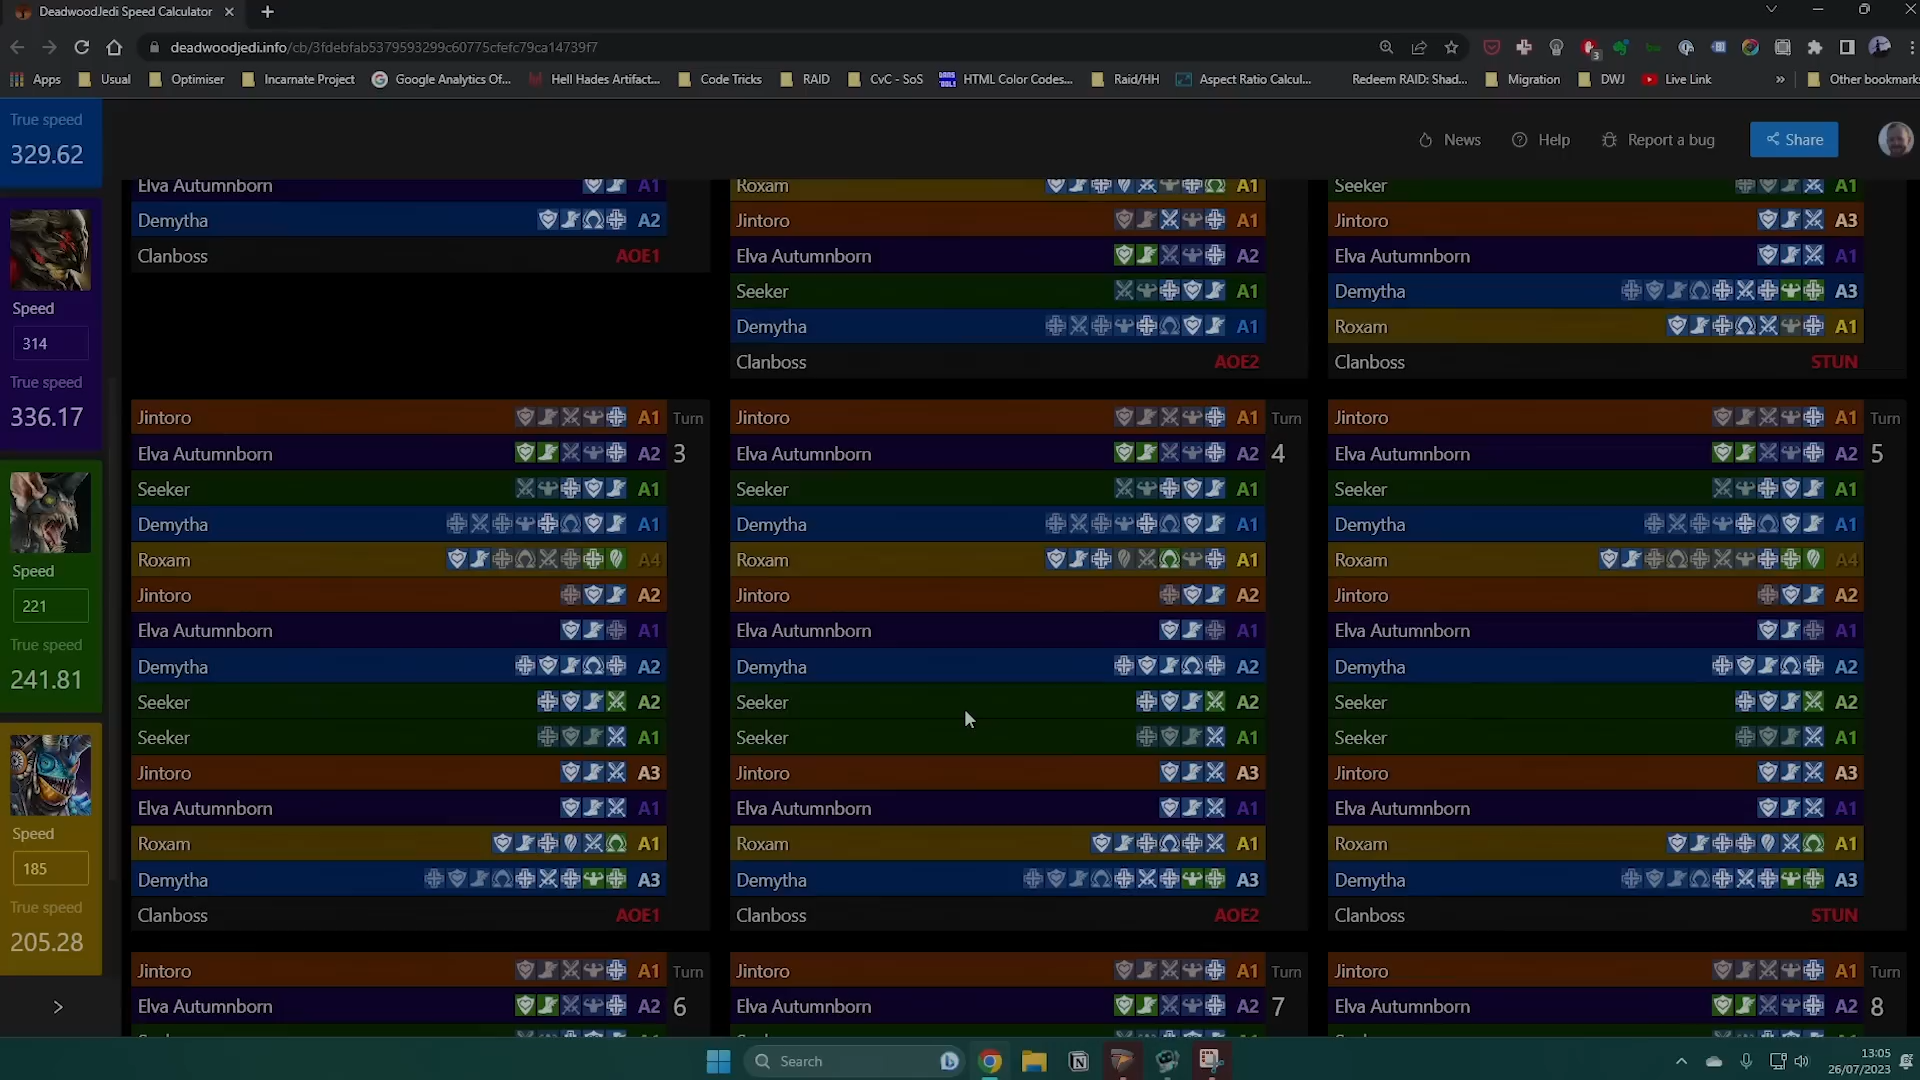 DeadwoodJedi Speed Calculator
deadwoodjedi.info/cb/3fdebfab5379593299c60775cfefc79ca14739f7
3
Apps Usual Optimiser Incarnate Project Google Analytics Of... Hell Hades Artifact... Code Tricks RAID CvC - SoS HTML Color Codes... Raid/HH Aspect Ratio Calcul... Redeem RAID: Shad... Migration DWJ Live Link » Other bookmarks
News Help Report a bug Share
True speed
329.62
Speed
314
True speed
336.17
Speed
221
True speed
241.81
Speed
185
True speed
205.28
Elva Autumnborn A1
Demytha A2
Clanboss AOE1
Roxam A1
Jintoro A1
Elva Autumnborn A2
Seeker A1
Demytha A1
Clanboss AOE2
Seeker A1
Jintoro A3
Elva Autumnborn A1
Demytha A3
Roxam A1
Clanboss STUN
Jintoro A1 Turn
Elva Autumnborn A2 3
Seeker A1
Demytha A1
Roxam A4
Jintoro A2
Elva Autumnborn A1
Demytha A2
Seeker A2
Seeker A1
Jintoro A3
Elva Autumnborn A1
Roxam A1
Demytha A3
Clanboss AOE1
Jintoro A1 Turn
Elva Autumnborn A2 4
Seeker A1
Demytha A1
Roxam A1
Jintoro A2
Elva Autumnborn A1
Demytha A2
Seeker A2
Seeker A1
Jintoro A3
Elva Autumnborn A1
Roxam A1
Demytha A3
Clanboss AOE2
Jintoro A1 Turn
Elva Autumnborn A2 5
Seeker A1
Demytha A1
Roxam A4
Jintoro A2
Elva Autumnborn A1
Demytha A2
Seeker A2
Seeker A1
Jintoro A3
Elva Autumnborn A1
Roxam A1
Demytha A3
Clanboss STUN
Jintoro A1 Turn
Elva Autumnborn A2 6
Jintoro A1 Turn
Elva Autumnborn A2 7
Jintoro A1 Turn
Elva Autumnborn A2 8
Search
13:05
26/07/2023